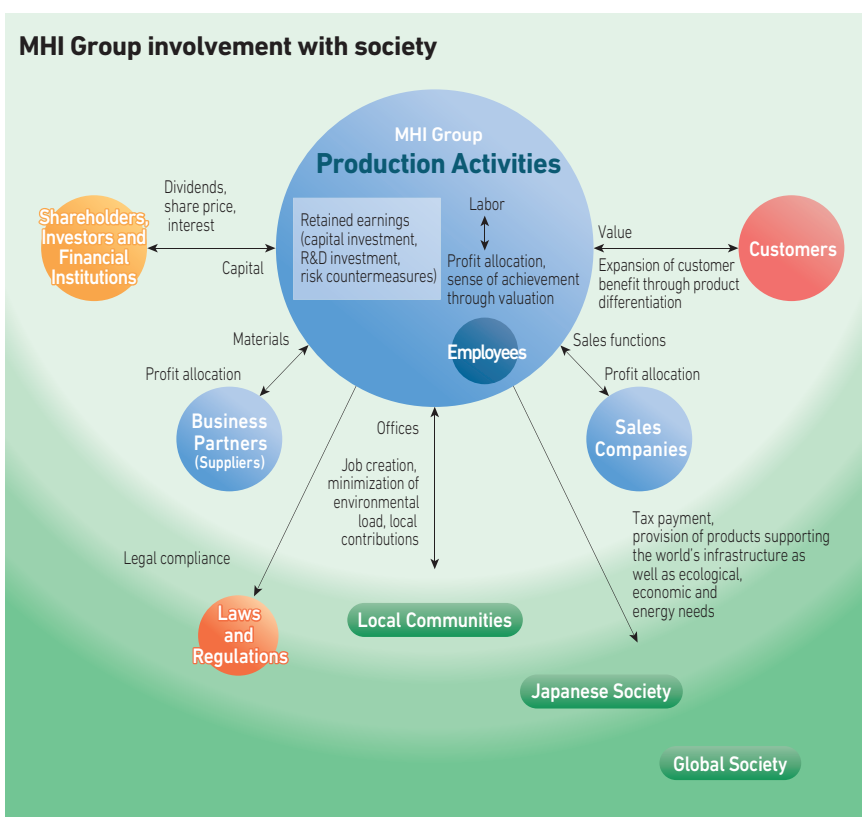 MHI Group involvement with society
MHI Group
Production Activities
Dividends,
share price,
interest
Shareholders,
Investors and
Financial
Institutions
Capital
Retained earnings
(capital investment,
R&D investment,
risk countermeasures)
Labor
Profit allocation,
sense of achievement
through valuation
Employees
Value
Expansion of customer
benefit through product
differentiation
Customers
Materials
Profit allocation
Business
Partners
(Suppliers)
Sales functions
Profit allocation
Sales
Companies
Offices
Job creation,
minimization of
environmental
load, local
contributions
Legal compliance
Laws
and
Regulations
Local Communities
Tax payment,
provision of products supporting
the world's infrastructure as
well as ecological,
economic and
energy needs
Japanese Society
Global Society